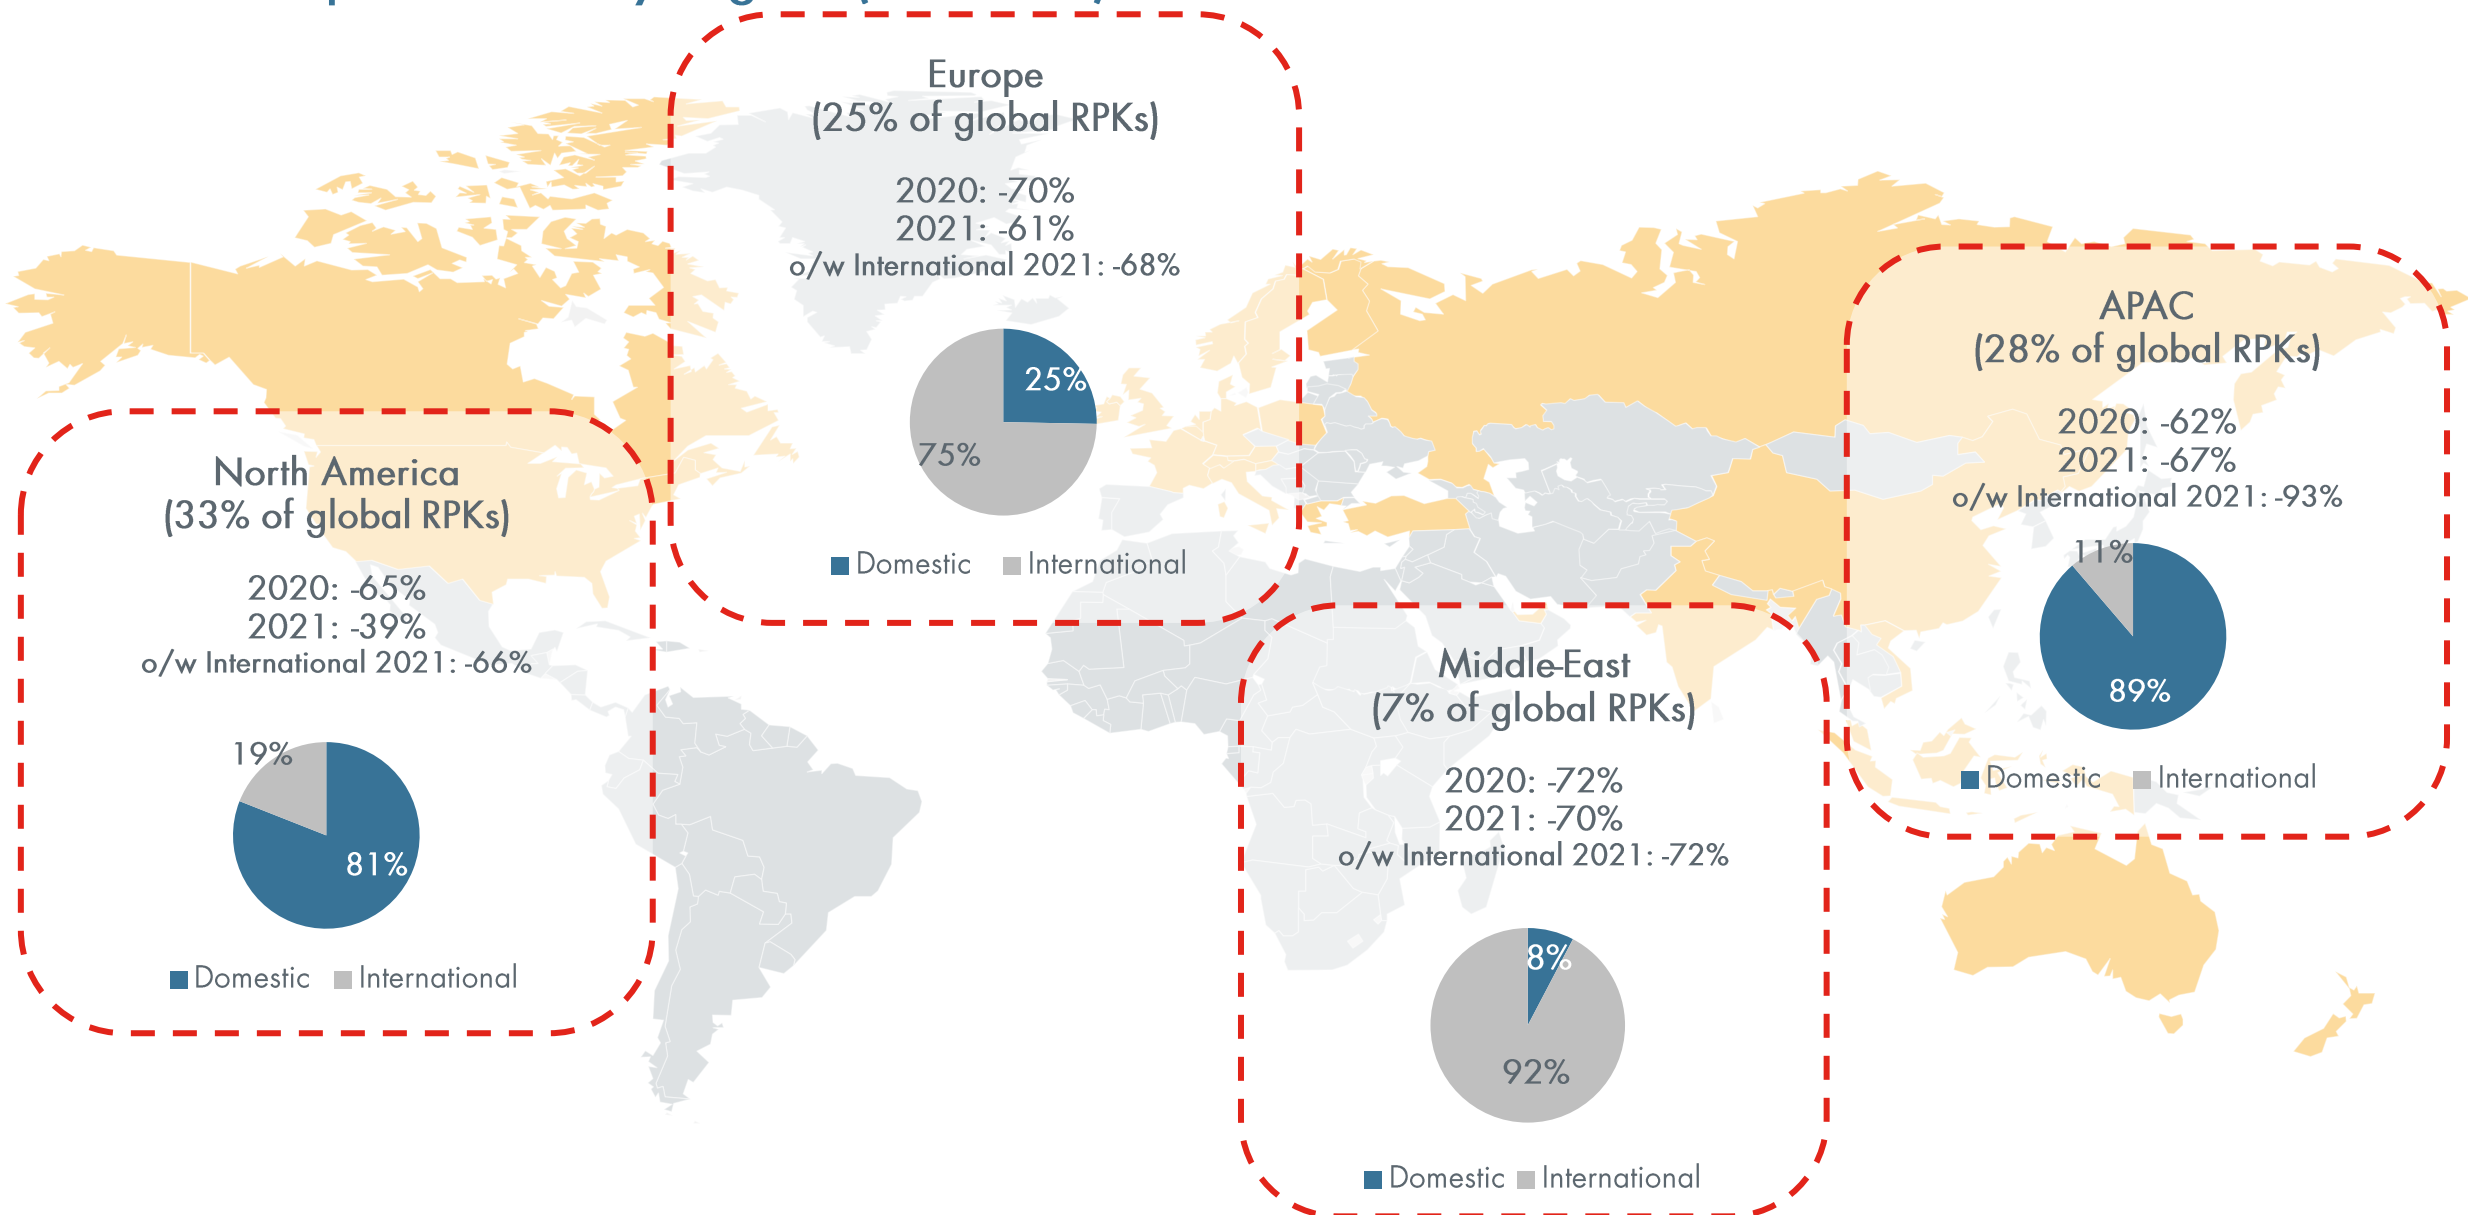 Europe
(25% of global RPKs)
2020: -70%
2021: -61%
o/w International 2021: -68%
25%
75%
Domestic International
North America
(33% of global RPKs)
2020: -65%
2021: -39%
o/w International 2021: -66%
19%
81%
Domestic International
Middle-East
(7% of global RPKs)
2020: -72%
2021: -70%
o/w International 2021: -72%
8%
92%
Domestic International
APAC
(28% of global RPKs)
2020: -62%
2021: -67%
o/w International 2021: -93%
11%
89%
Domestic International